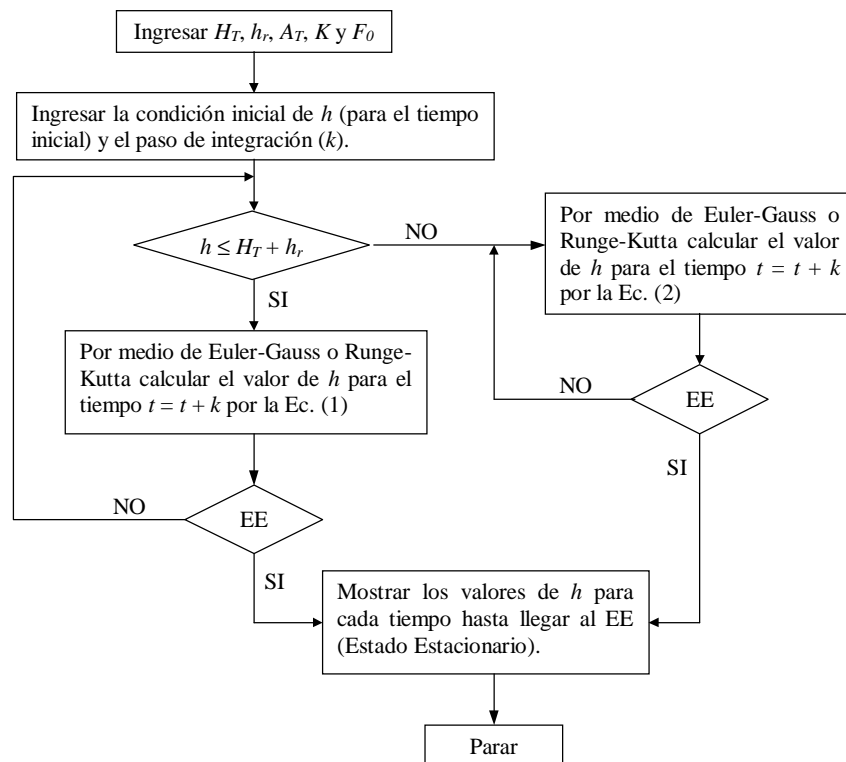 Ingresar H_T, h_r, A_T, K y F_0
Ingresar la condición inicial de h (para el tiempo
inicial) y el paso de integración (k).
h ≤ H_T + h_r
NO
SI
Por medio de Euler-Gauss o
Runge-Kutta calcular el valor
de h para el tiempo t = t + k
por la Ec. (2)
Por medio de Euler-Gauss o Runge-
Kutta calcular el valor de h para el
tiempo t = t + k por la Ec. (1)
NO
EE
SI
NO
EE
SI
Mostrar los valores de h para
cada tiempo hasta llegar al EE
(Estado Estacionario).
Parar